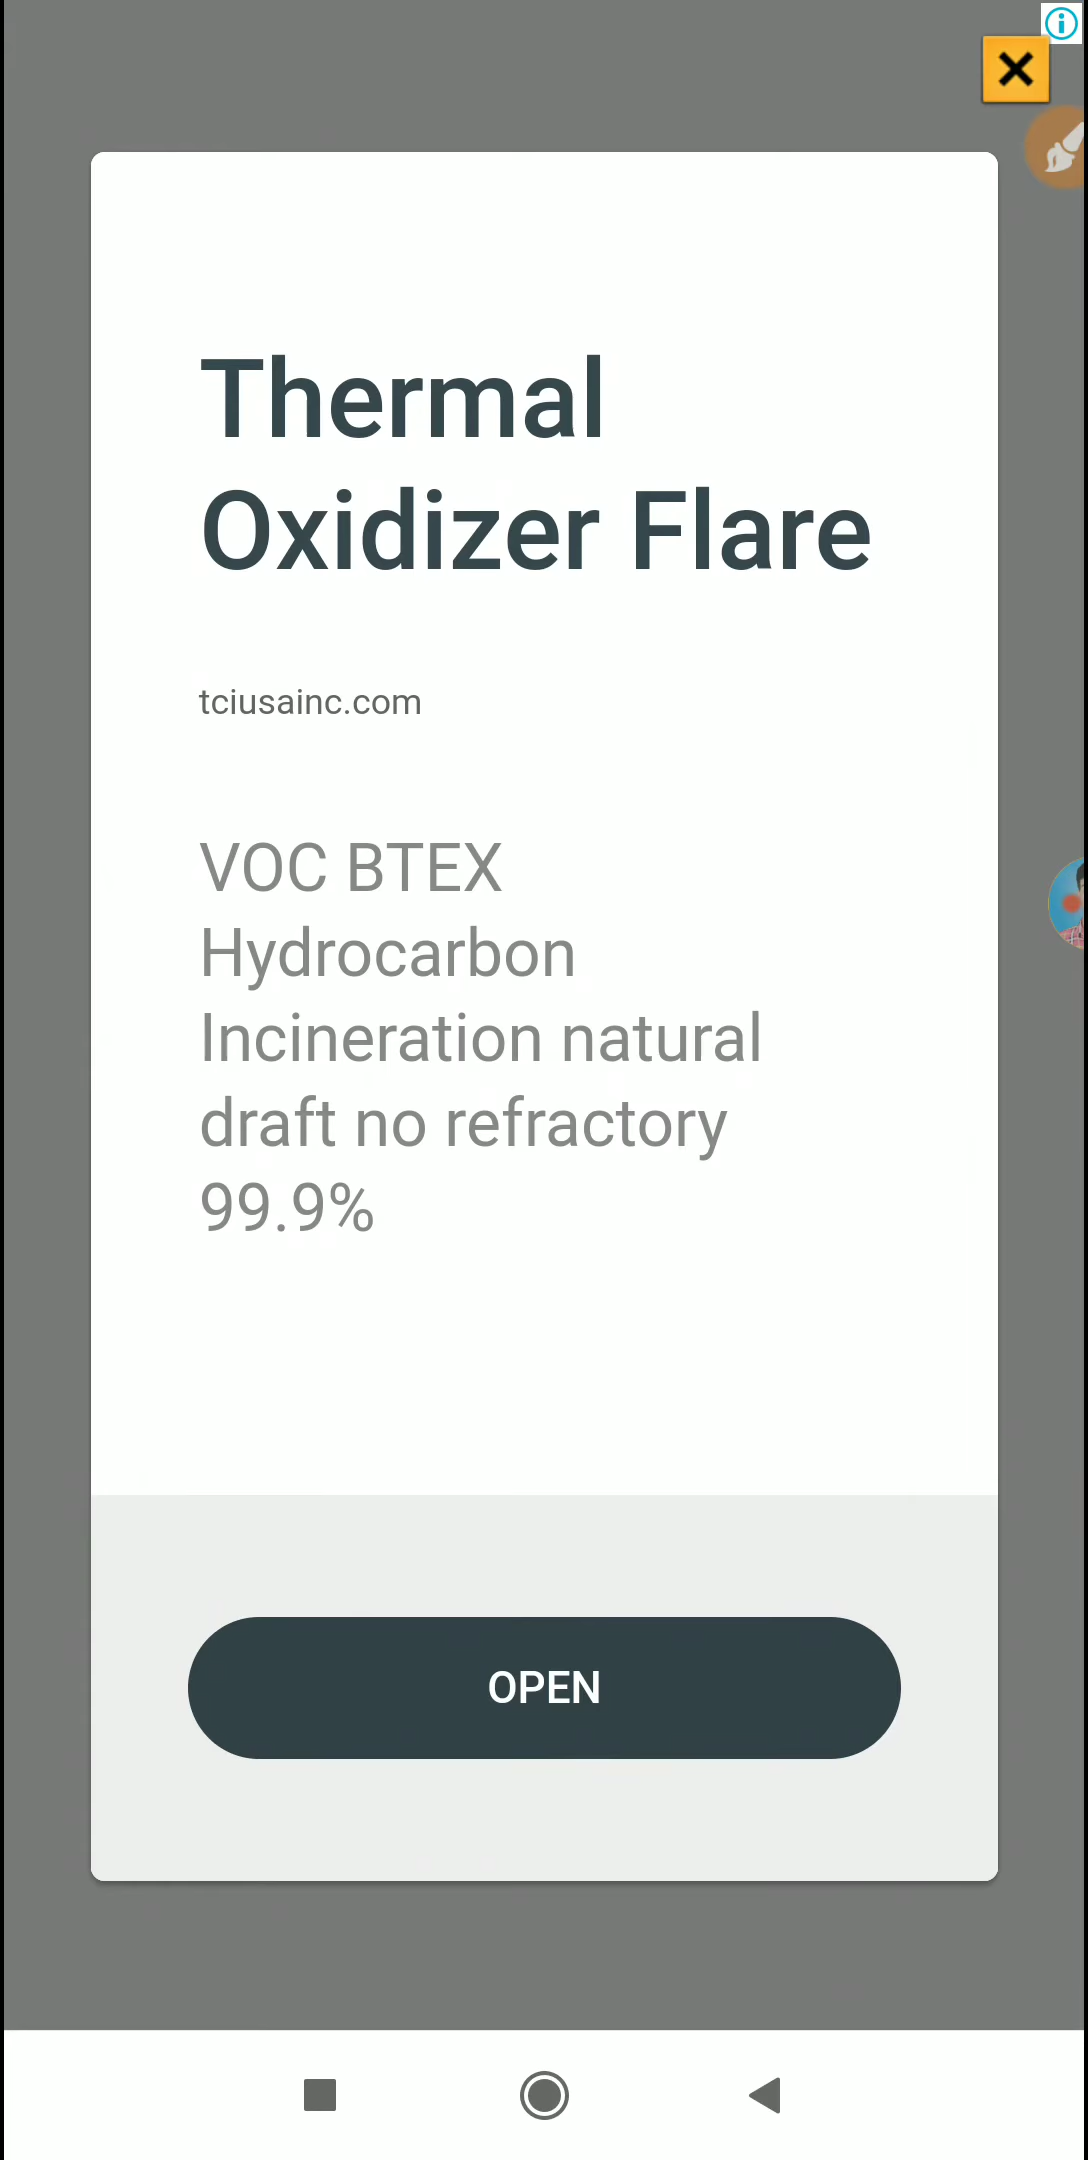 Thermal
Oxidizer Flare
tciusainc.com
VOC BTEX
Hydrocarbon
Incineration natural
draft no refractory
99.9%
OPEN